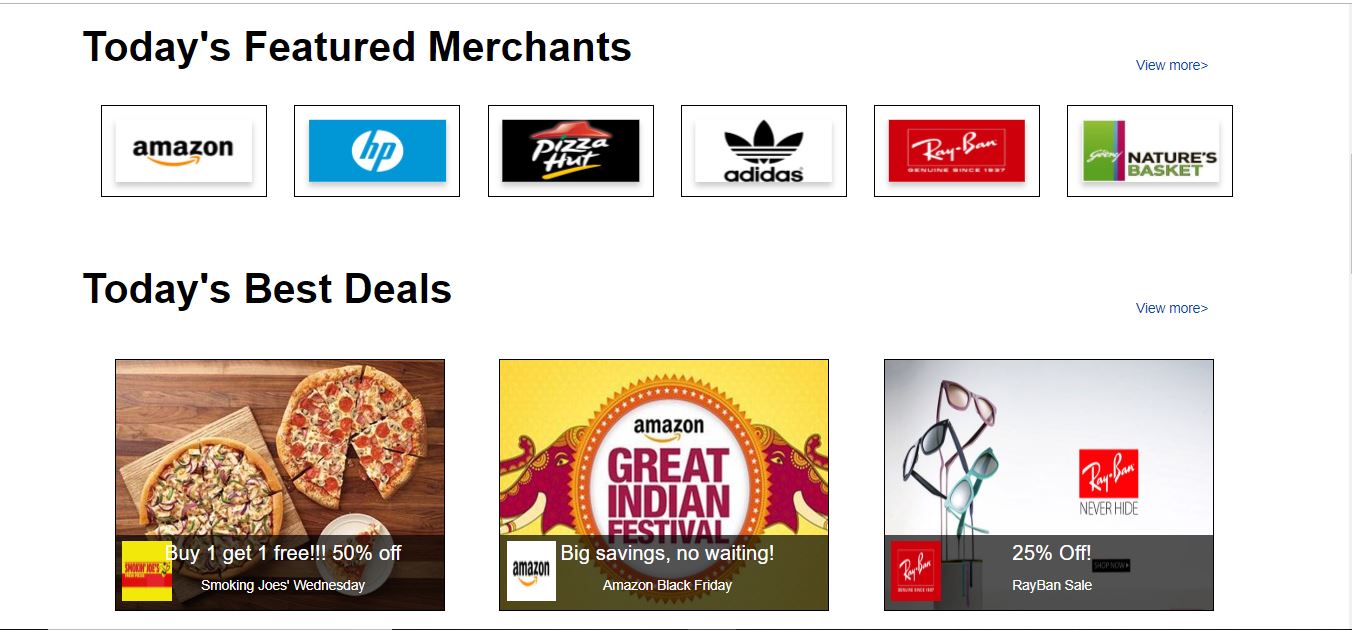 Today's Featured Merchants
View more>
amazon
hp
Pizza Hut
adidas
Ray-Ban
GENUINE SINCE 1937
Godrej NATURE'S
BASKET
Today's Best Deals
View more>
SMOKIN' JOE'S
Buy 1 get 1 free!!! 50% off
Smoking Joes' Wednesday
amazon
GREAT
INDIAN
FESTIVAL
amazon
Big savings, no waiting!
Amazon Black Friday
Ray-Ban
NEVER HIDE
Ray-Ban
GENUINE SINCE 1937
25% Off!
SHOP NOW
RayBan Sale